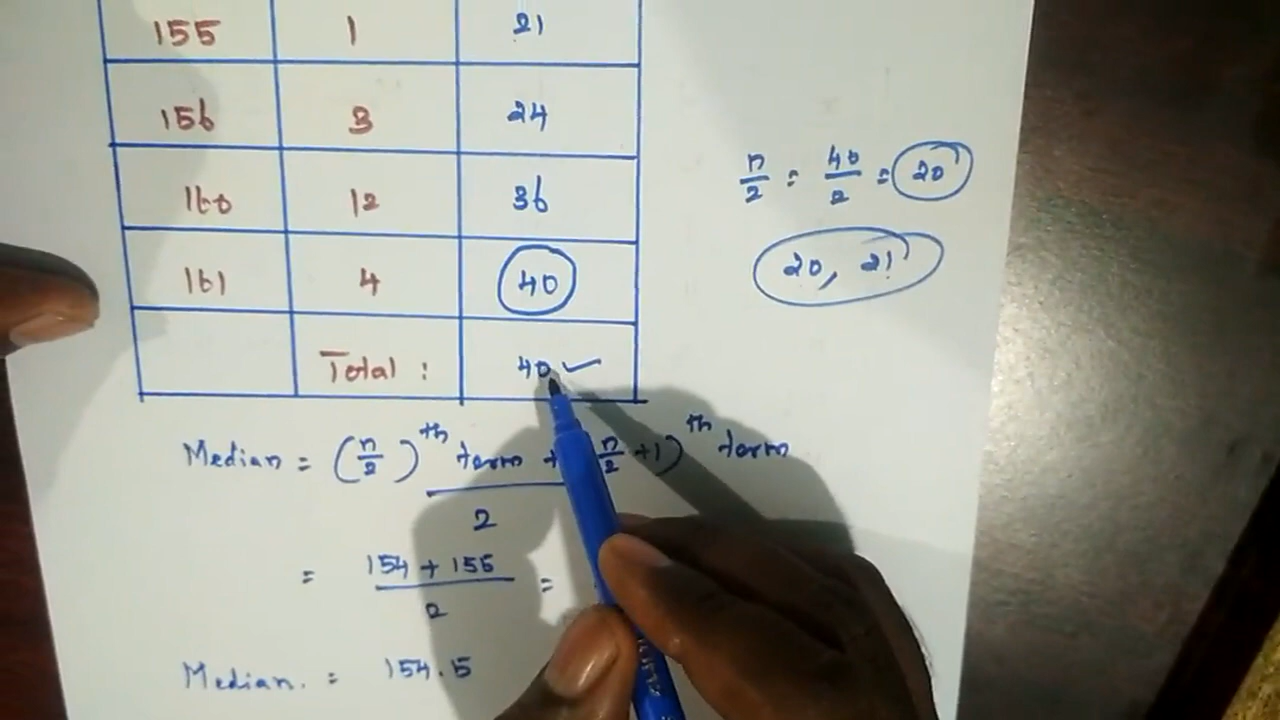 155 1 21
156 3 24
160 12 36
161 4 40
Total : 40 ✓
n/2 = 40/2 = 20
20, 21
Median = (n/2)th term + (n/2 +1)th term
2
= 154 + 155 / 2 =
Median = 154.5